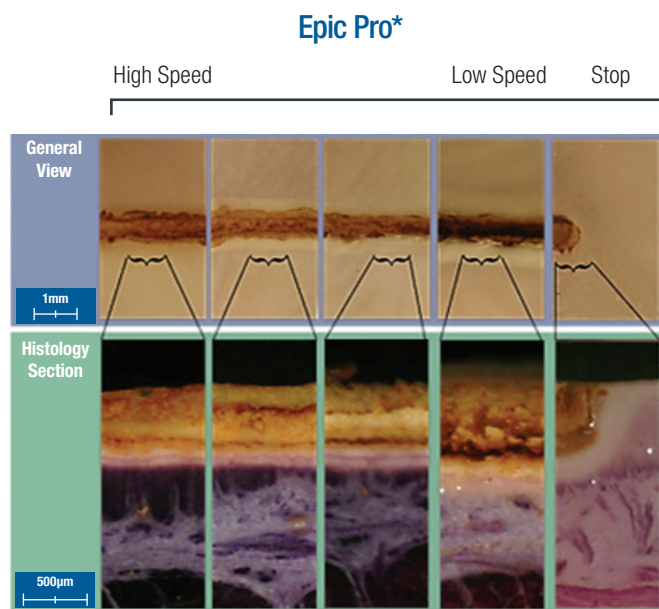 Epic Pro*
High Speed
Low Speed
Stop
General
View
1mm
Histology
Section
500µm